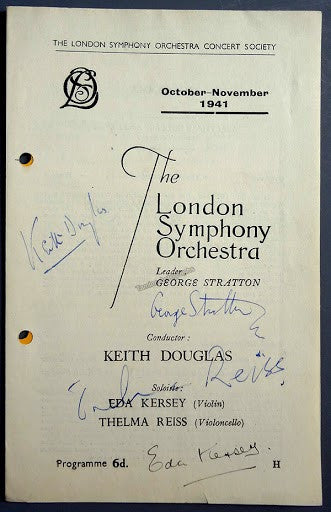 THE LONDON SYMPHONY ORCHESTRA CONCERT SOCIETY
October-November
1941
The
London
Symphony
Orchestra
Keith Douglas
Leader:
GEORGE STRATTON
George Stratton
Conductor:
KEITH DOUGLAS
Thelma Reiss
Soloists:
EDA KERSEY (Violin)
THELMA REISS (Violoncello)
Eda Kersey.
Programme 6d.
H